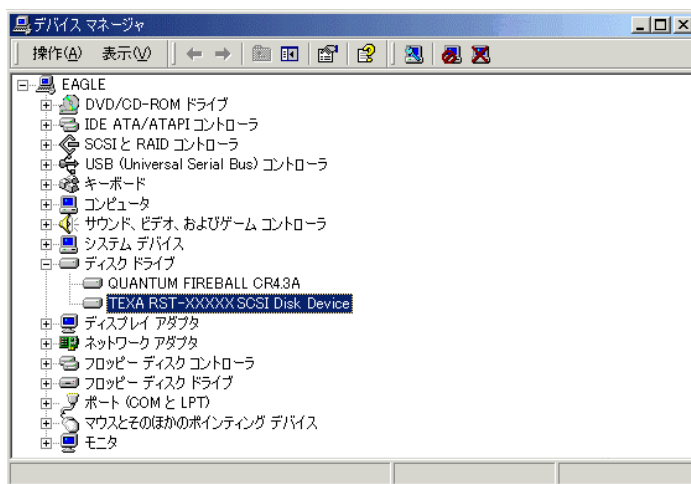 デバイス マネージャ
操作(A) 表示(V)
EAGLE
DVD/CD-ROM ドライブ
IDE ATA/ATAPI コントローラ
SCSI と RAID コントローラ
USB (Universal Serial Bus) コントローラ
キーボード
コンピュータ
サウンド、ビデオ、およびゲーム コントローラ
システム デバイス
ディスク ドライブ
QUANTUM FIREBALL CR4.3A
TEXA RST-XXXXX SCSI Disk Device
ディスプレイ アダプタ
ネットワーク アダプタ
フロッピー ディスク コントローラ
フロッピー ディスク ドライブ
ポート (COM と LPT)
マウスとそのほかのポインティング デバイス
モニタ